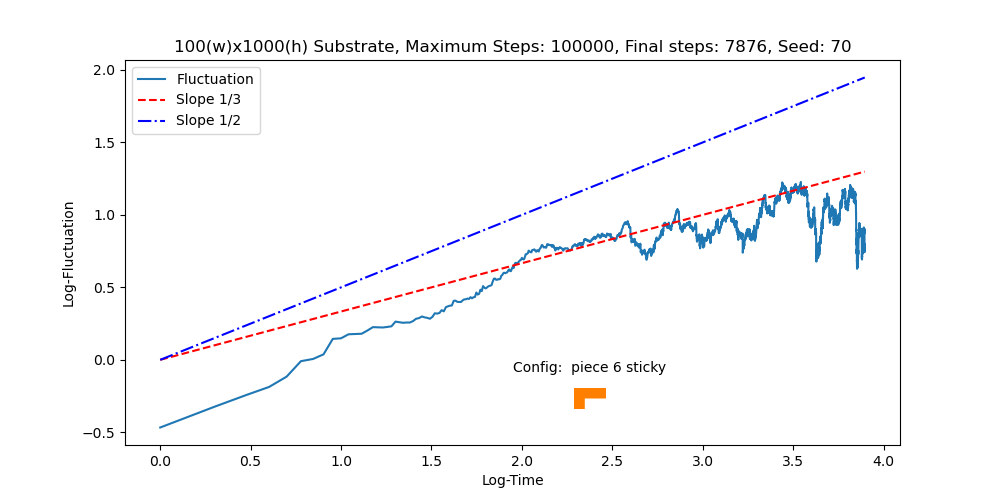 100(w)x1000(h) Substrate, Maximum Steps: 100000, Final steps: 7876, Seed: 70
Fluctuation
Slope 1/3
Slope 1/2
2.0
1.5
1.0
0.5
0.0
−0.5
Log-Fluctuation
Config:  piece 6 sticky
0.0 0.5 1.0 1.5 2.0 2.5 3.0 3.5 4.0
Log-Time